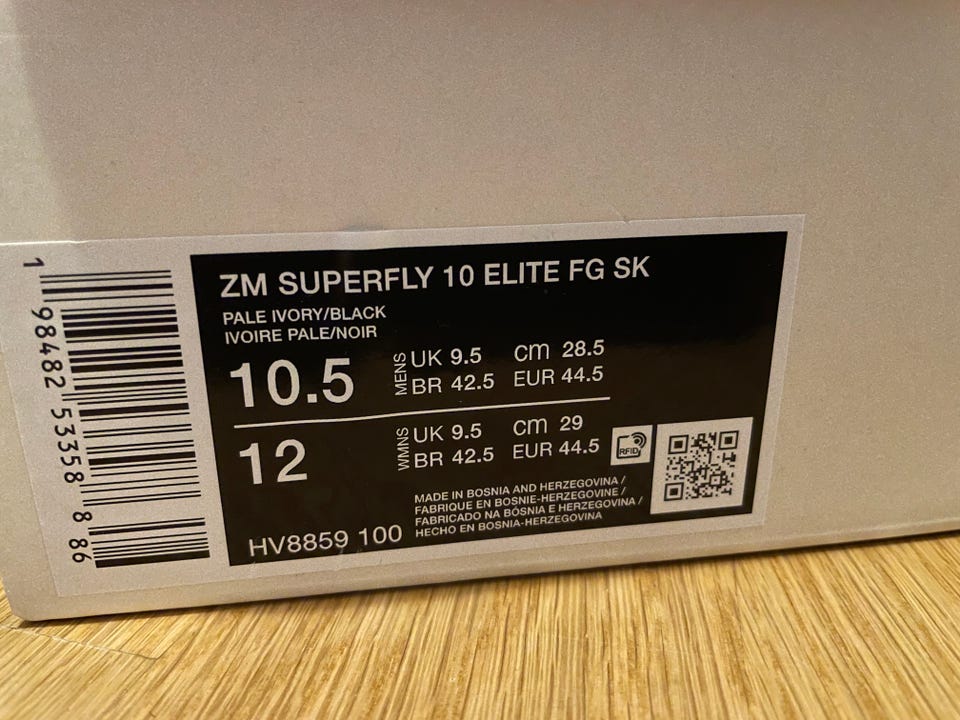 ZM SUPERFLY 10 ELITE FG SK
PALE IVORY/BLACK
IVOIRE PALE/NOIR
10.5 MENS UK 9.5 cm 28.5
BR 42.5 EUR 44.5
12 WMNS UK 9.5 cm 29
BR 42.5 EUR 44.5
RFID
MADE IN BOSNIA AND HERZEGOVINA /
FABRIQUE EN BOSNIE-HERZEGOVINE /
FABRICADO NA BÓSNIA E HERZEGOVINA /
HECHO EN BOSNIA-HERZEGOVINA
HV8859 100
1 98482 53358 8 86